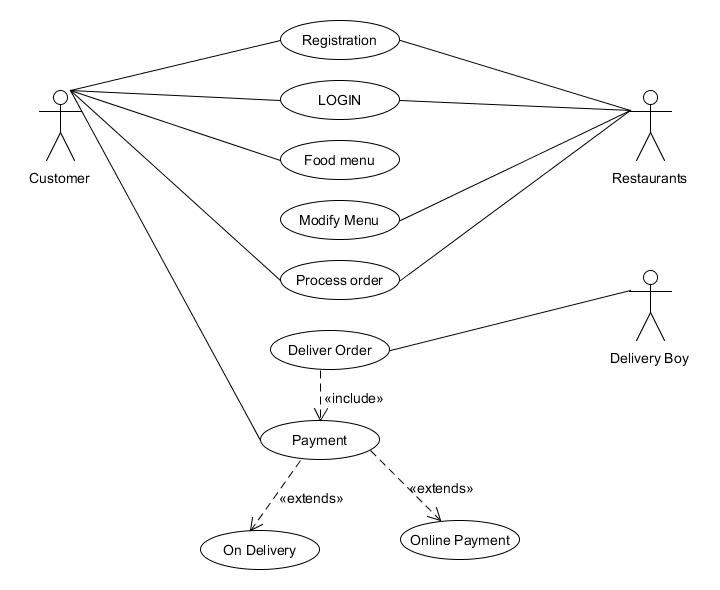 Registration
LOGIN
Food menu
Customer
Restaurants
Modify Menu
Process order
Deliver Order
Delivery Boy
«include»
Payment
«extends»
«extends»
On Delivery
Online Payment